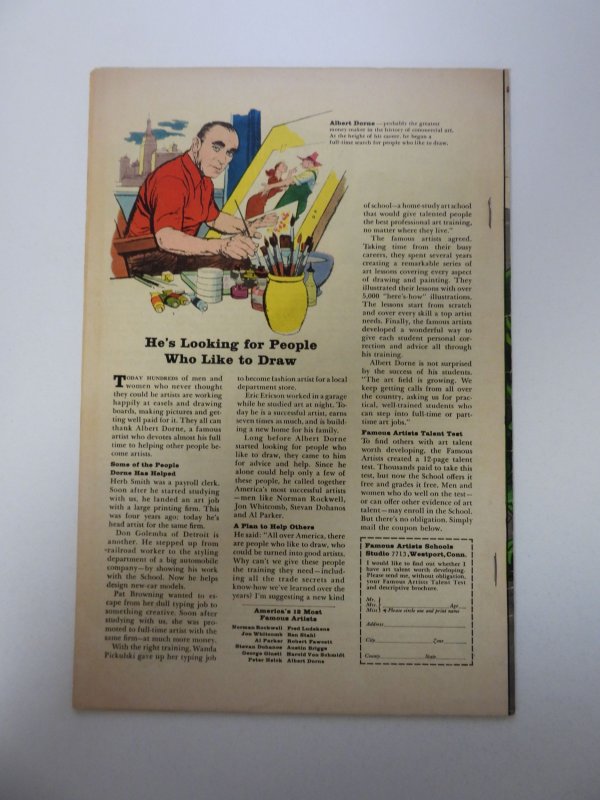 Albert Dorne — probably the greatest
money maker in the history of commercial art.
At the height of his career, he began a
full-time search for people who like to draw.
He's Looking for People
Who Like to Draw
TODAY HUNDREDS of men and
women who never thought
they could be artists are working
happily at easels and drawing
boards, making pictures and get-
ting well paid for it. They all can
thank Albert Dorne, a famous
artist who devotes almost his full
time to helping other people be-
come artists.
Some of the People
Dorne Has Helped
Herb Smith was a payroll clerk.
Soon after he started studying
with us, he landed an art job
with a large printing firm. This
was four years ago: today he's
head artist for the same firm.
Don Golemba of Detroit is
another. He stepped up from
railroad worker to the styling
department of a big automobile
company—by showing his work
with the School. Now he helps
design new-car models.
Pat Browning wanted to es-
cape from her dull typing job to
something creative. Soon after
studying with us, she was pro-
moted to full-time artist with the
same firm—at much more money.
With the right training, Wanda
Pickulski gave up her typing job
to become fashion artist for a local
department store.
Eric Ericson worked in a garage
while he studied art at night. To-
day he is a successful artist, earns
seven times as much, and is build-
ing a new home for his family.
Long before Albert Dorne
started looking for people who
like to draw, they came to him
for advice and help. Since he
alone could help only a few of
these people, he called together
America's most successful artists
—men like Norman Rockwell,
Jon Whitcomb, Stevan Dohanos
and Al Parker.
A Plan to Help Others
He said: "All over America, there
are people who like to draw, who
could be turned into good artists.
Why can't we give these people
the training they need—includ-
ing all the trade secrets and
know-how we've learned over the
years? I'm suggesting a new kind
America's 12 Most
Famous Artists
Norman Rockwell Fred Ludekens
Jon Whitcomb Ben Stahl
Al Parker Robert Fawcett
Stevan Dohanos Austin Briggs
George Giusti Harold Von Schmidt
Peter Helck Albert Dorne
of school—a home-study art school
that would give talented people
the best professional art training,
no matter where they live."
The famous artists agreed.
Taking time from their busy
careers, they spent several years
creating a remarkable series of
art lessons covering every aspect
of drawing and painting. They
illustrated their lessons with over
5,000 "here's-how" illustrations.
The lessons start from scratch
and cover every skill a top artist
needs. Finally, the famous artists
developed a wonderful way to
give each student personal cor-
rection and advice all through
his training.
Albert Dorne is not surprised
by the success of his students.
"The art field is growing. We
keep getting calls from all over
the country, asking us for prac-
tical, well-trained students who
can step into full-time or part-
time art jobs."
Famous Artists Talent Test
To find others with art talent
worth developing, the Famous
Artists created a 12-page talent
test. Thousands paid to take this
test, but now the School offers it
free and grades it free. Men and
women who do well on the test—
or can offer other evidence of art
talent—may enroll in the School.
But there's no obligation. Simply
mail the coupon below.
Famous Artists Schools
Studio 7713, Westport, Conn.
I would like to find out whether I
have art talent worth developing.
Please send me, without obligation,
your Famous Artists Talent Test
and descriptive brochure.
Mr.
Mrs. Age
Miss Please circle one and print name
Address
City Zone
County State